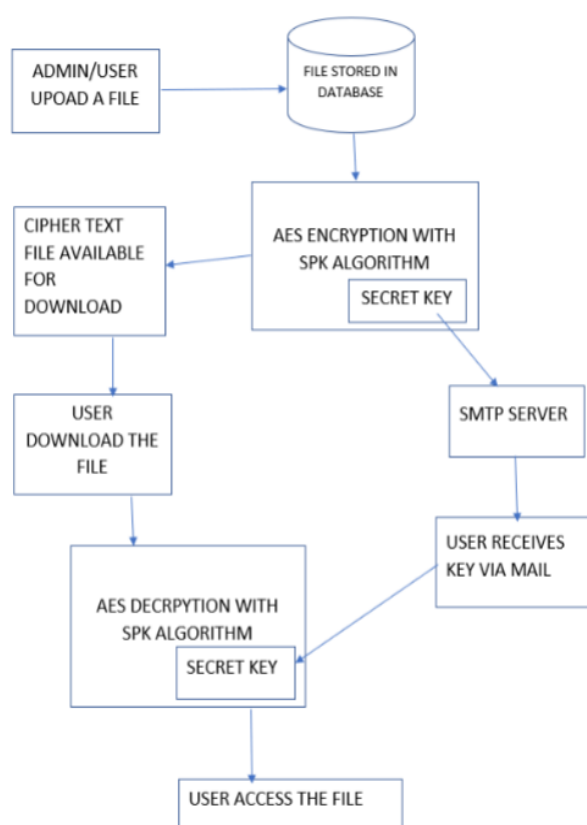 ADMIN/USER
UPOAD A FILE
FILE STORED IN
DATABASE
CIPHER TEXT
FILE AVAILABLE
FOR
DOWNLOAD
AES ENCRYPTION WITH
SPK ALGORITHM
SECRET KEY
USER
DOWNLOAD THE
FILE
SMTP SERVER
USER RECEIVES
KEY VIA MAIL
AES DECRPYTION WITH
SPK ALGORITHM
SECRET KEY
USER ACCESS THE FILE